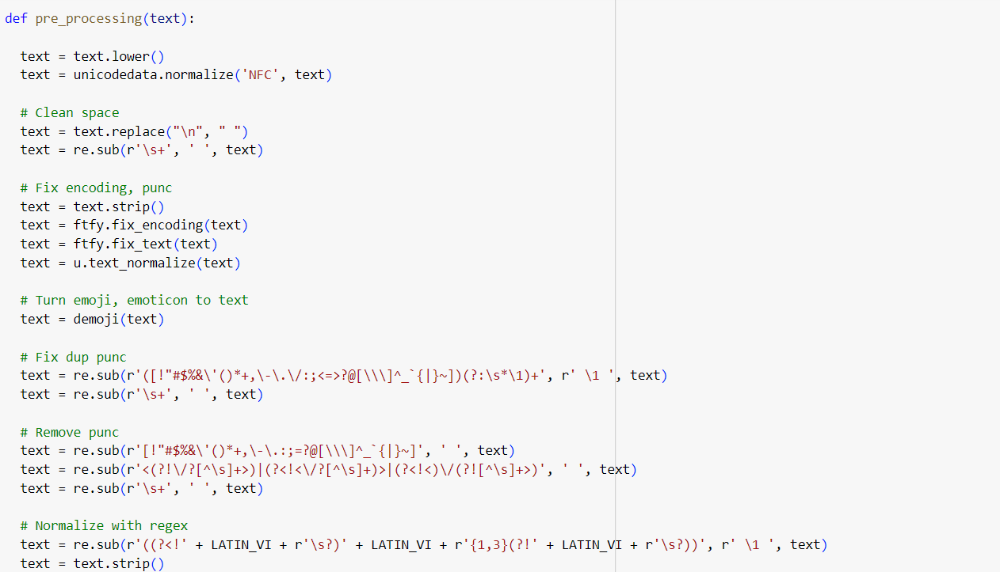 def pre_processing(text):
  text = text.lower()
  text = unicodedata.normalize('NFC', text)
  # Clean space
  text = text.replace("\n", " ")
  text = re.sub(r'\s+', ' ', text)
  # Fix encoding, punc
  text = text.strip()
  text = ftfy.fix_encoding(text)
  text = ftfy.fix_text(text)
  text = u.text_normalize(text)
  # Turn emoji, emoticon to text
  text = demoji(text)
  # Fix dup punc
  text = re.sub(r'([!"#$%&\'()*+,\-\.\/:;<=>?@[\\\]^_`{|}~])(?:\s*\1)+', r' \1 ', text)
  text = re.sub(r'\s+', ' ', text)
  # Remove punc
  text = re.sub(r'[!"#$%&\'()*+,\-\.:;=?@[\\\]^_`{|}~]', ' ', text)
  text = re.sub(r'<(?!\/?[^\s]+>)|(?<!<\/?[^\s]+)>|(?<!<)\/(?![^\s]+>)', ' ', text)
  text = re.sub(r'\s+', ' ', text)
  # Normalize with regex
  text = re.sub(r'((?<!' + LATIN_VI + r'\s?)' + LATIN_VI + r'{1,3}(?!' + LATIN_VI + r'\s?))', r' \1 ', text)
  text = text.strip()